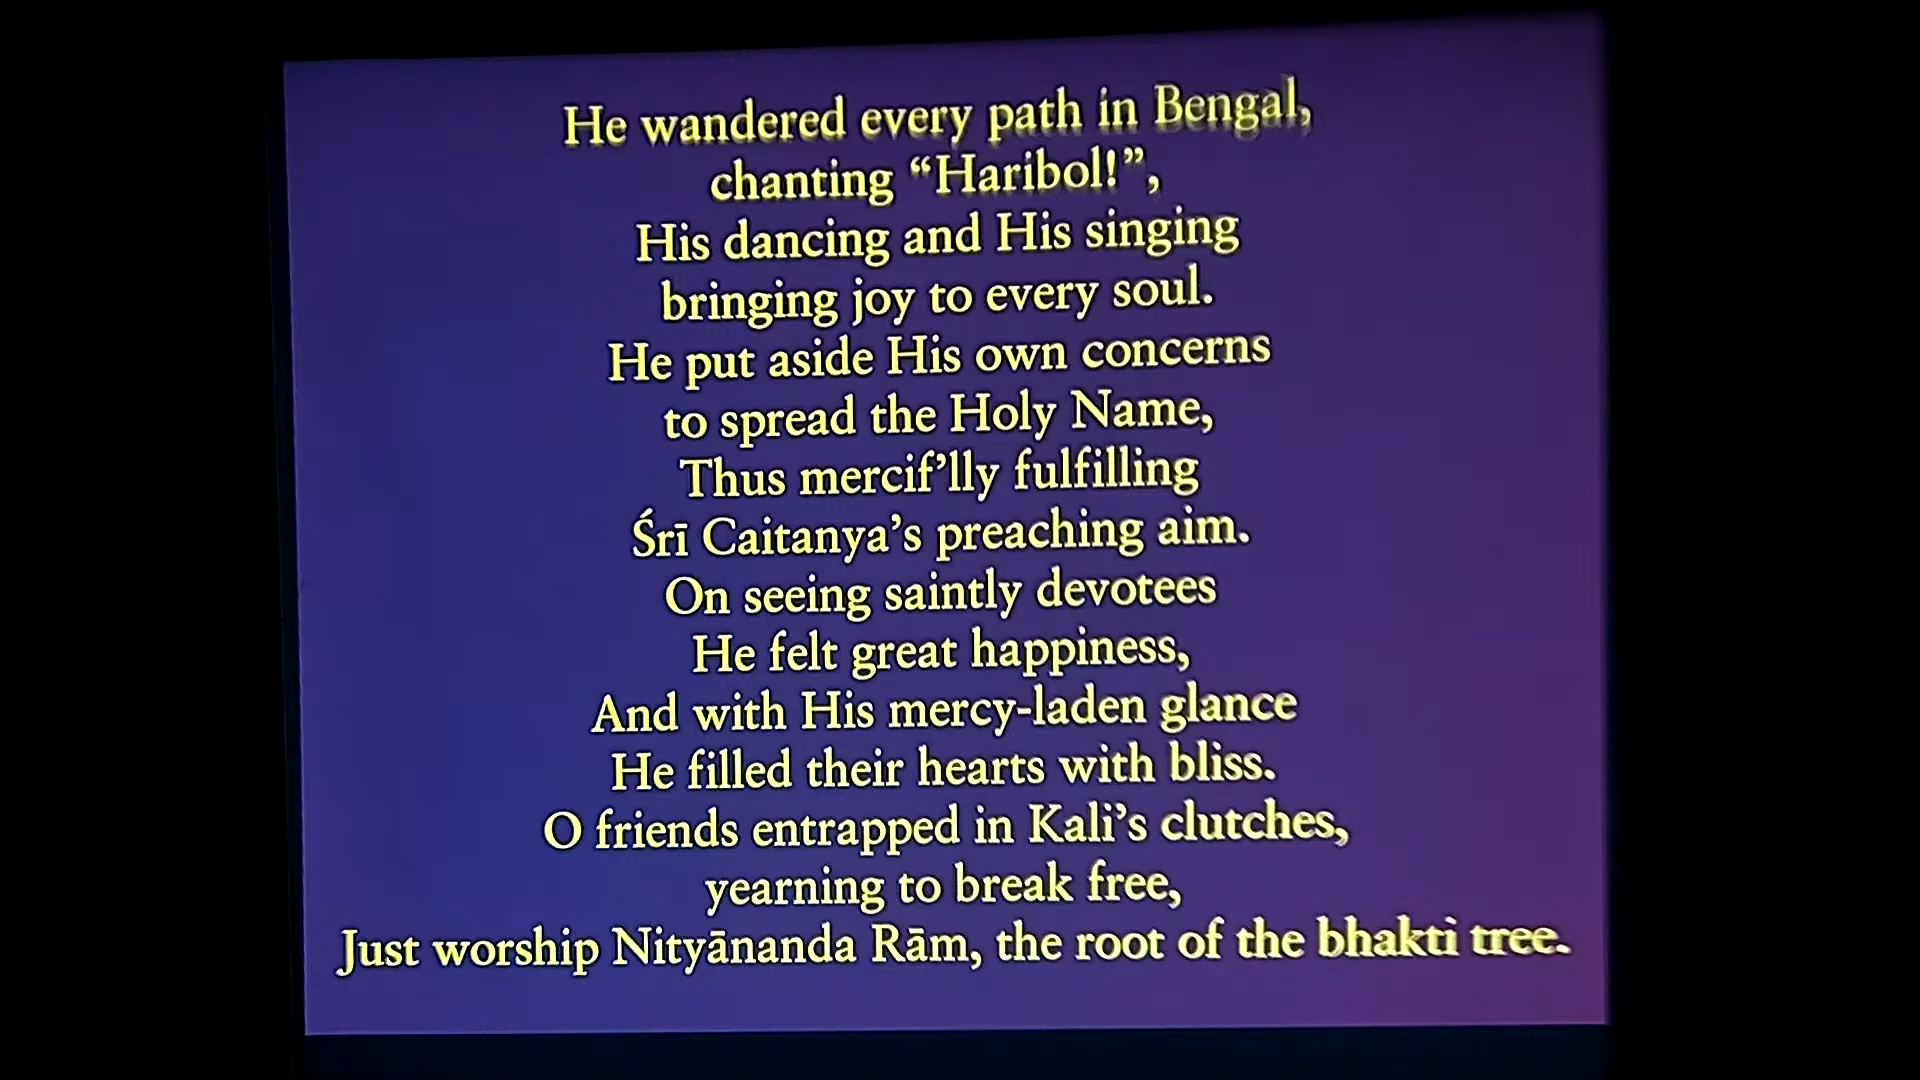 He wandered every path in Bengal,
chanting “Haribol!”,
His dancing and His singing
bringing joy to every soul.
He put aside His own concerns
to spread the Holy Name,
Thus mercif’lly fulfilling
Śrī Caitanya’s preaching aim.
On seeing saintly devotees
He felt great happiness,
And with His mercy-laden glance
He filled their hearts with bliss.
O friends entrapped in Kali’s clutches,
yearning to break free,
Just worship Nityānanda Rām, the root of the bhakti tree.